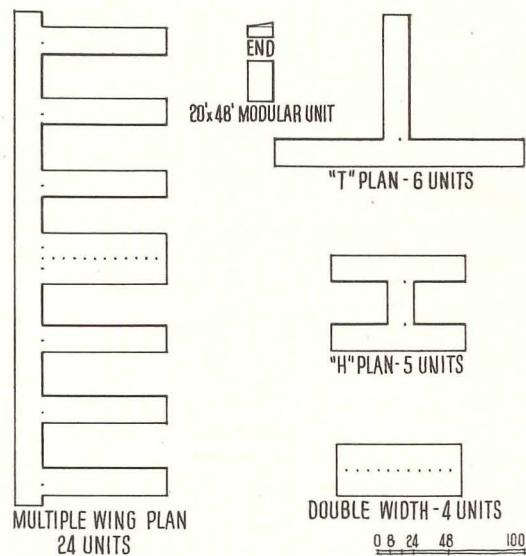 END
20'x48' MODULAR UNIT
"T" PLAN - 6 UNITS
"H" PLAN - 5 UNITS
MULTIPLE WING PLAN
24 UNITS
DOUBLE WIDTH - 4 UNITS
0 8 24 48 100